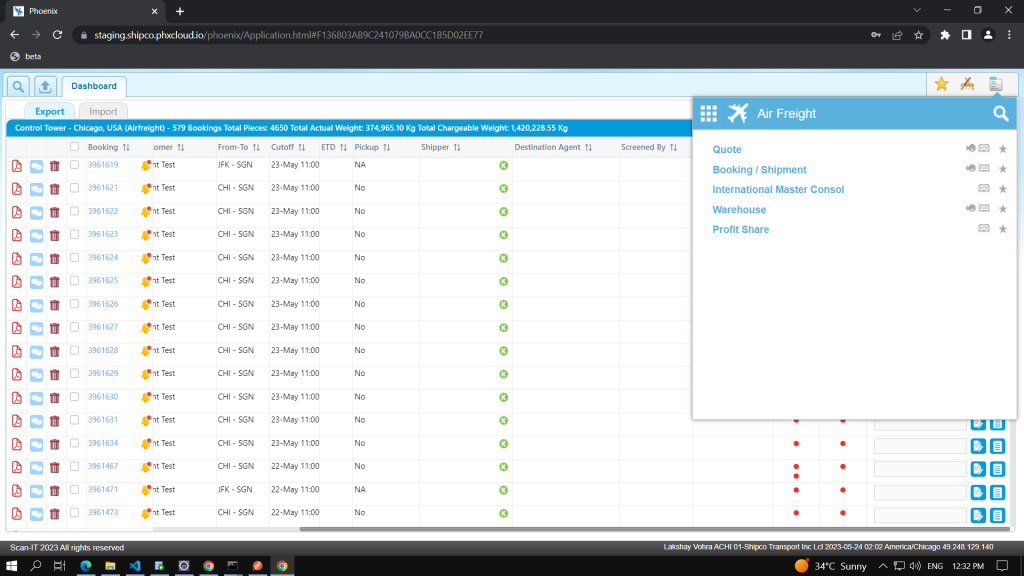 Phoenix
staging.shipco.phxcloud.io/phoenix/Application.html#F136803AB9C241079BA0CC185D02EE77
beta
Dashboard
Export Import
Control Tower - Chicago, USA (Airfreight) - 579 Bookings Total Pieces: 4650 Total Actual Weight: 374,965.10 Kg Total Chargeable Weight: 1,420,228.55 Kg
Booking omer From-To Cutoff ETD Pickup Shipper Destination Agent Screened By
3961619 nt Test JFK - SGN 23-May 11:00 NA K
3961621 nt Test CHI - SGN 23-May 11:00 No K
3961622 nt Test CHI - SGN 23-May 11:00 No K
3961623 nt Test CHI - SGN 23-May 11:00 No K
3961624 nt Test CHI - SGN 23-May 11:00 No K
3961625 nt Test CHI - SGN 23-May 11:00 No K
3961626 nt Test CHI - SGN 23-May 11:00 No K
3961627 nt Test CHI - SGN 23-May 11:00 No K
3961628 nt Test CHI - SGN 23-May 11:00 No K
3961629 nt Test CHI - SGN 23-May 11:00 No K
3961630 nt Test CHI - SGN 23-May 11:00 No K
3961631 nt Test CHI - SGN 23-May 11:00 No K
3961634 nt Test CHI - SGN 23-May 11:00 No K
3961467 nt Test CHI - SGN 22-May 11:00 No K
3961471 nt Test JFK - SGN 22-May 11:00 NA K
3961473 nt Test CHI - SGN 22-May 11:00 No K
Air Freight
Quote
Booking / Shipment
International Master Consol
Warehouse
Profit Share
Scan-IT 2023 All rights reserved
Lakshay Vohra ACHI 01-Shipco Transport Inc Lcl 2023-05-24 02:02 America/Chicago 49.248.129.140
34°C Sunny
ENG
12:32 PM